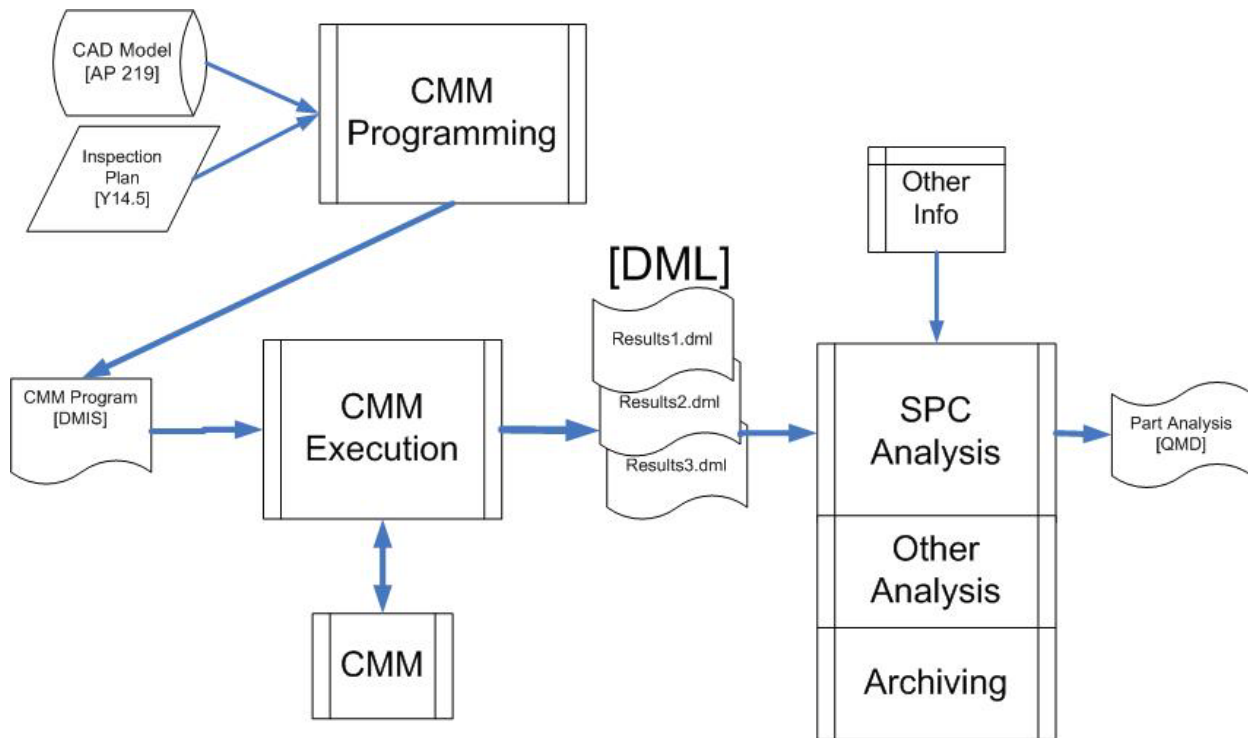 CAD Model
[AP 219]
CMM
Programming
Inspection
Plan
[Y14.5]
Other
Info
[DML]
Results1.dml
CMM Program
[DMIS]
CMM
Execution
Results2.dml
Results3.dml
SPC
Analysis
Part Analysis
[QMD]
Other
Analysis
CMM
Archiving